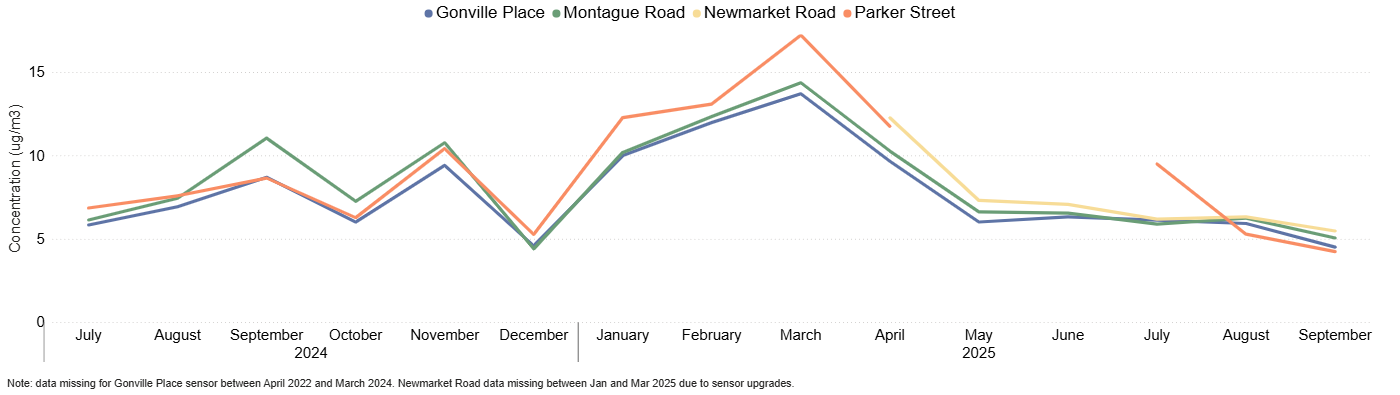 Gonville Place Montague Road Newmarket Road Parker Street
Concentration (ug/m3)
15
10
5
0
July August September October November December January February March April May June July August September
2024 2025
Note: data missing for Gonville Place sensor between April 2022 and March 2024. Newmarket Road data missing between Jan and Mar 2025 due to sensor upgrades.